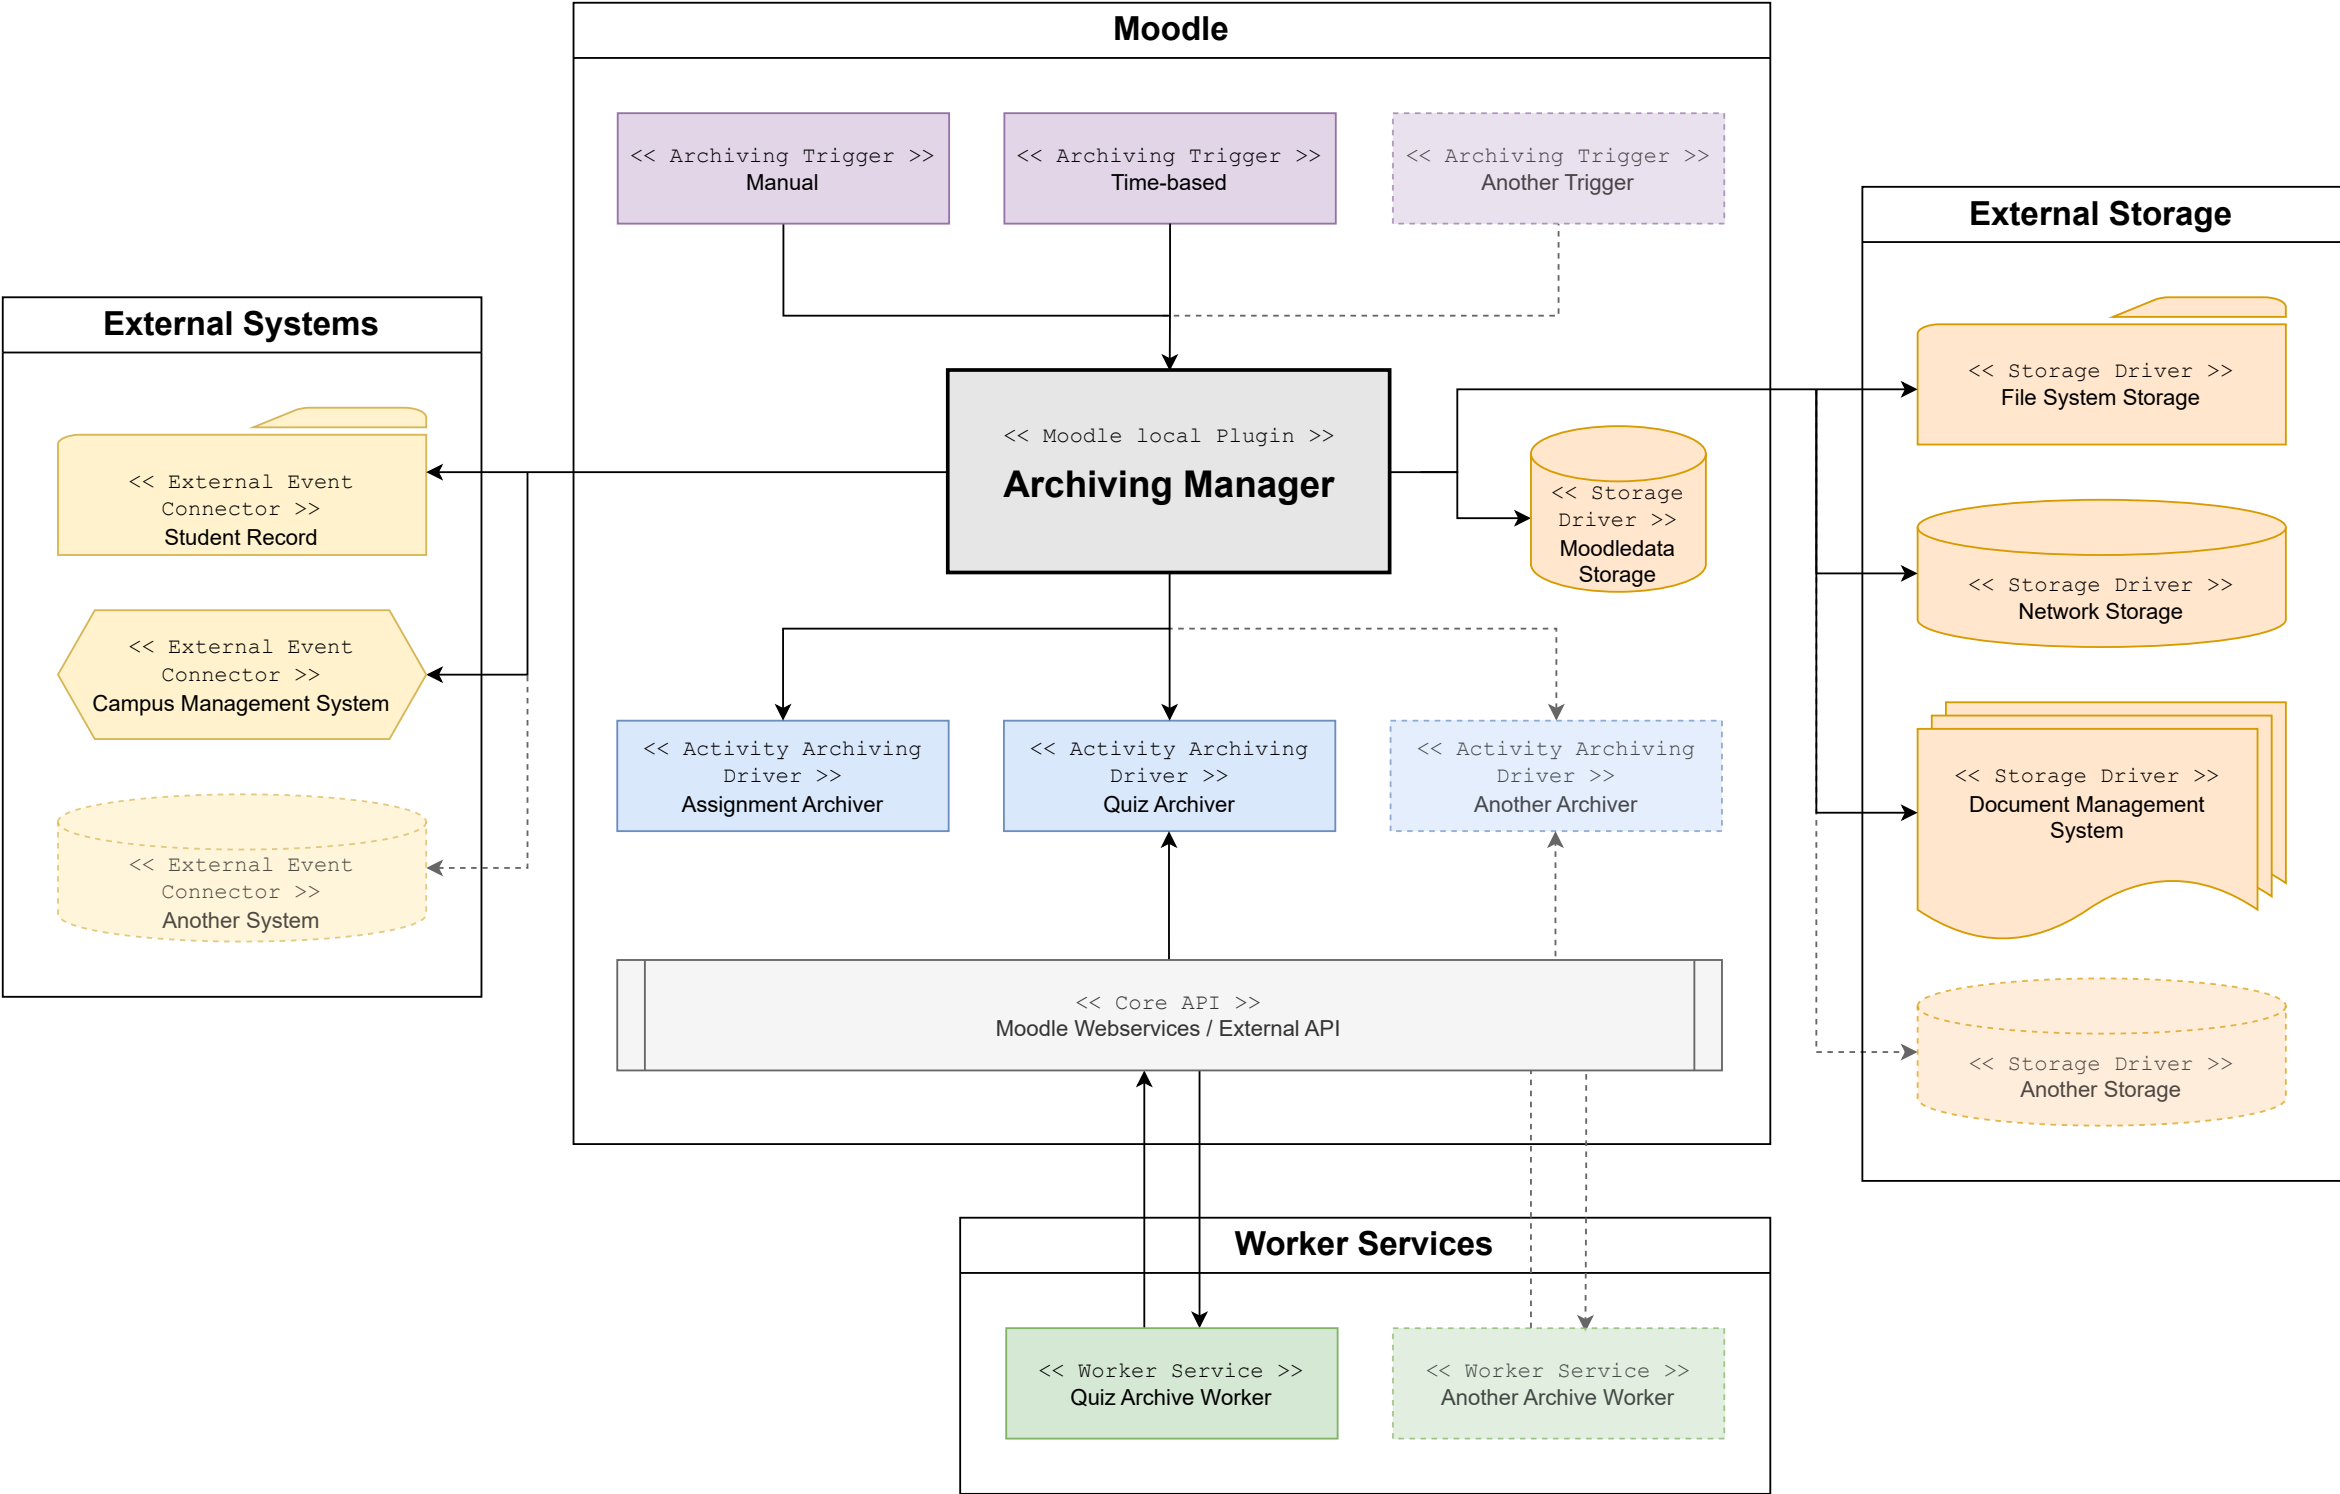 Moodle
<< Archiving Trigger >>
Manual
<< Archiving Trigger >>
Time-based
<< Archiving Trigger >>
Another Trigger
External Systems
<< External Event
Connector >>
Student Record
<< External Event
Connector >>
Campus Management System
<< External Event
Connector >>
Another System
<< Moodle local Plugin >>
Archiving Manager
<< Storage
Driver >>
Moodledata
Storage
<< Activity Archiving
Driver >>
Assignment Archiver
<< Activity Archiving
Driver >>
Quiz Archiver
<< Activity Archiving
Driver >>
Another Archiver
<< Core API >>
Moodle Webservices / External API
External Storage
<< Storage Driver >>
File System Storage
<< Storage Driver >>
Network Storage
<< Storage Driver >>
Document Management
System
<< Storage Driver >>
Another Storage
Worker Services
<< Worker Service >>
Quiz Archive Worker
<< Worker Service >>
Another Archive Worker